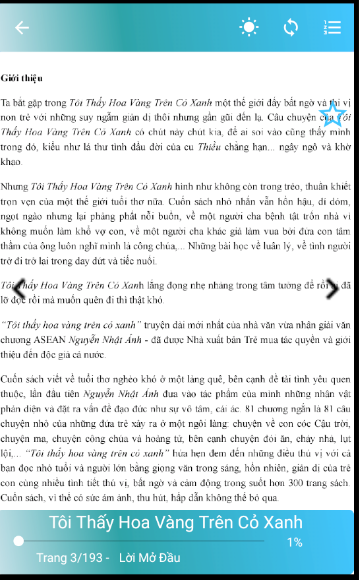 Giới thiệu
Ta bắt gặp trong Tôi Thấy Hoa Vàng Trên Cỏ Xanh một thế giới đầy bất ngờ và thi vị
non trẻ với những suy ngẫm giản dị thôi nhưng gần gũi đến lạ. Câu chuyện của Tôi
Thấy Hoa Vàng Trên Cỏ Xanh có chút này chút kia, để ai soi vào cũng thấy mình
trong đó, kiểu như lá thư tình đầu đời của cu Thiều chẳng hạn... ngây ngô và khờ
khạo.
Nhưng Tôi Thấy Hoa Vàng Trên Cỏ Xanh hình như không còn trong trẻo, thuần khiết
trọn vẹn của một thế giới tuổi thơ nữa. Cuốn sách nhỏ nhắn vẫn hồn hậu, dí dỏm,
ngọt ngào nhưng lại phảng phất nỗi buồn, về một người cha bệnh tật trốn nhà vì
không muốn làm khổ vợ con, về một người cha khác giả làm vua bởi đứa con tâm
thầm của ông luôn nghĩ mình là công chúa,... Những bài học về luân lý, về tình người
trở đi trở lại trong day dứt và tiếc nuối.
Tôi Thấy Hoa Vàng Trên Cỏ Xanh lắng đọng nhẹ nhàng trong tâm tưởng để rồi ai đã
lỡ đọc rồi mà muốn quên đi thì thật khó.
“Tôi thấy hoa vàng trên cỏ xanh” truyện dài mới nhất của nhà văn vừa nhận giải văn
chương ASEAN Nguyễn Nhật Ánh - đã được Nhà xuất bản Trẻ mua tác quyền và giới
thiệu đến độc giả cả nước.
Cuốn sách viết về tuổi thơ nghèo khó ở một làng quê, bên cạnh đề tài tình yêu quen
thuộc, lần đầu tiên Nguyễn Nhật Ánh đưa vào tác phẩm của mình những nhân vật
phản diện và đặt ra vấn đề đạo đức như sự vô tâm, cái ác. 81 chương ngắn là 81 câu
chuyện nhỏ của những đứa trẻ xảy ra ở một ngôi làng: chuyện về con cóc Cậu trời,
chuyện ma, chuyện công chúa và hoàng tử, bên cạnh chuyện đói ăn, cháy nhà, lụt
lội,... “Tôi thấy hoa vàng trên cỏ xanh” hứa hẹn đem đến những điều thú vị với cả
bạn đọc nhỏ tuổi và người lớn bằng giọng văn trong sáng, hồn nhiên, giản dị của trẻ
con cùng nhiều tình tiết thú vị, bất ngờ và cảm động trong suốt hơn 300 trang sách.
Cuốn sách, vì thế có sức ám ảnh, thu hút, hấp dẫn không thể bỏ qua.
Tôi Thấy Hoa Vàng Trên Cỏ Xanh
1%
Trang 3/193 - Lời Mở Đầu